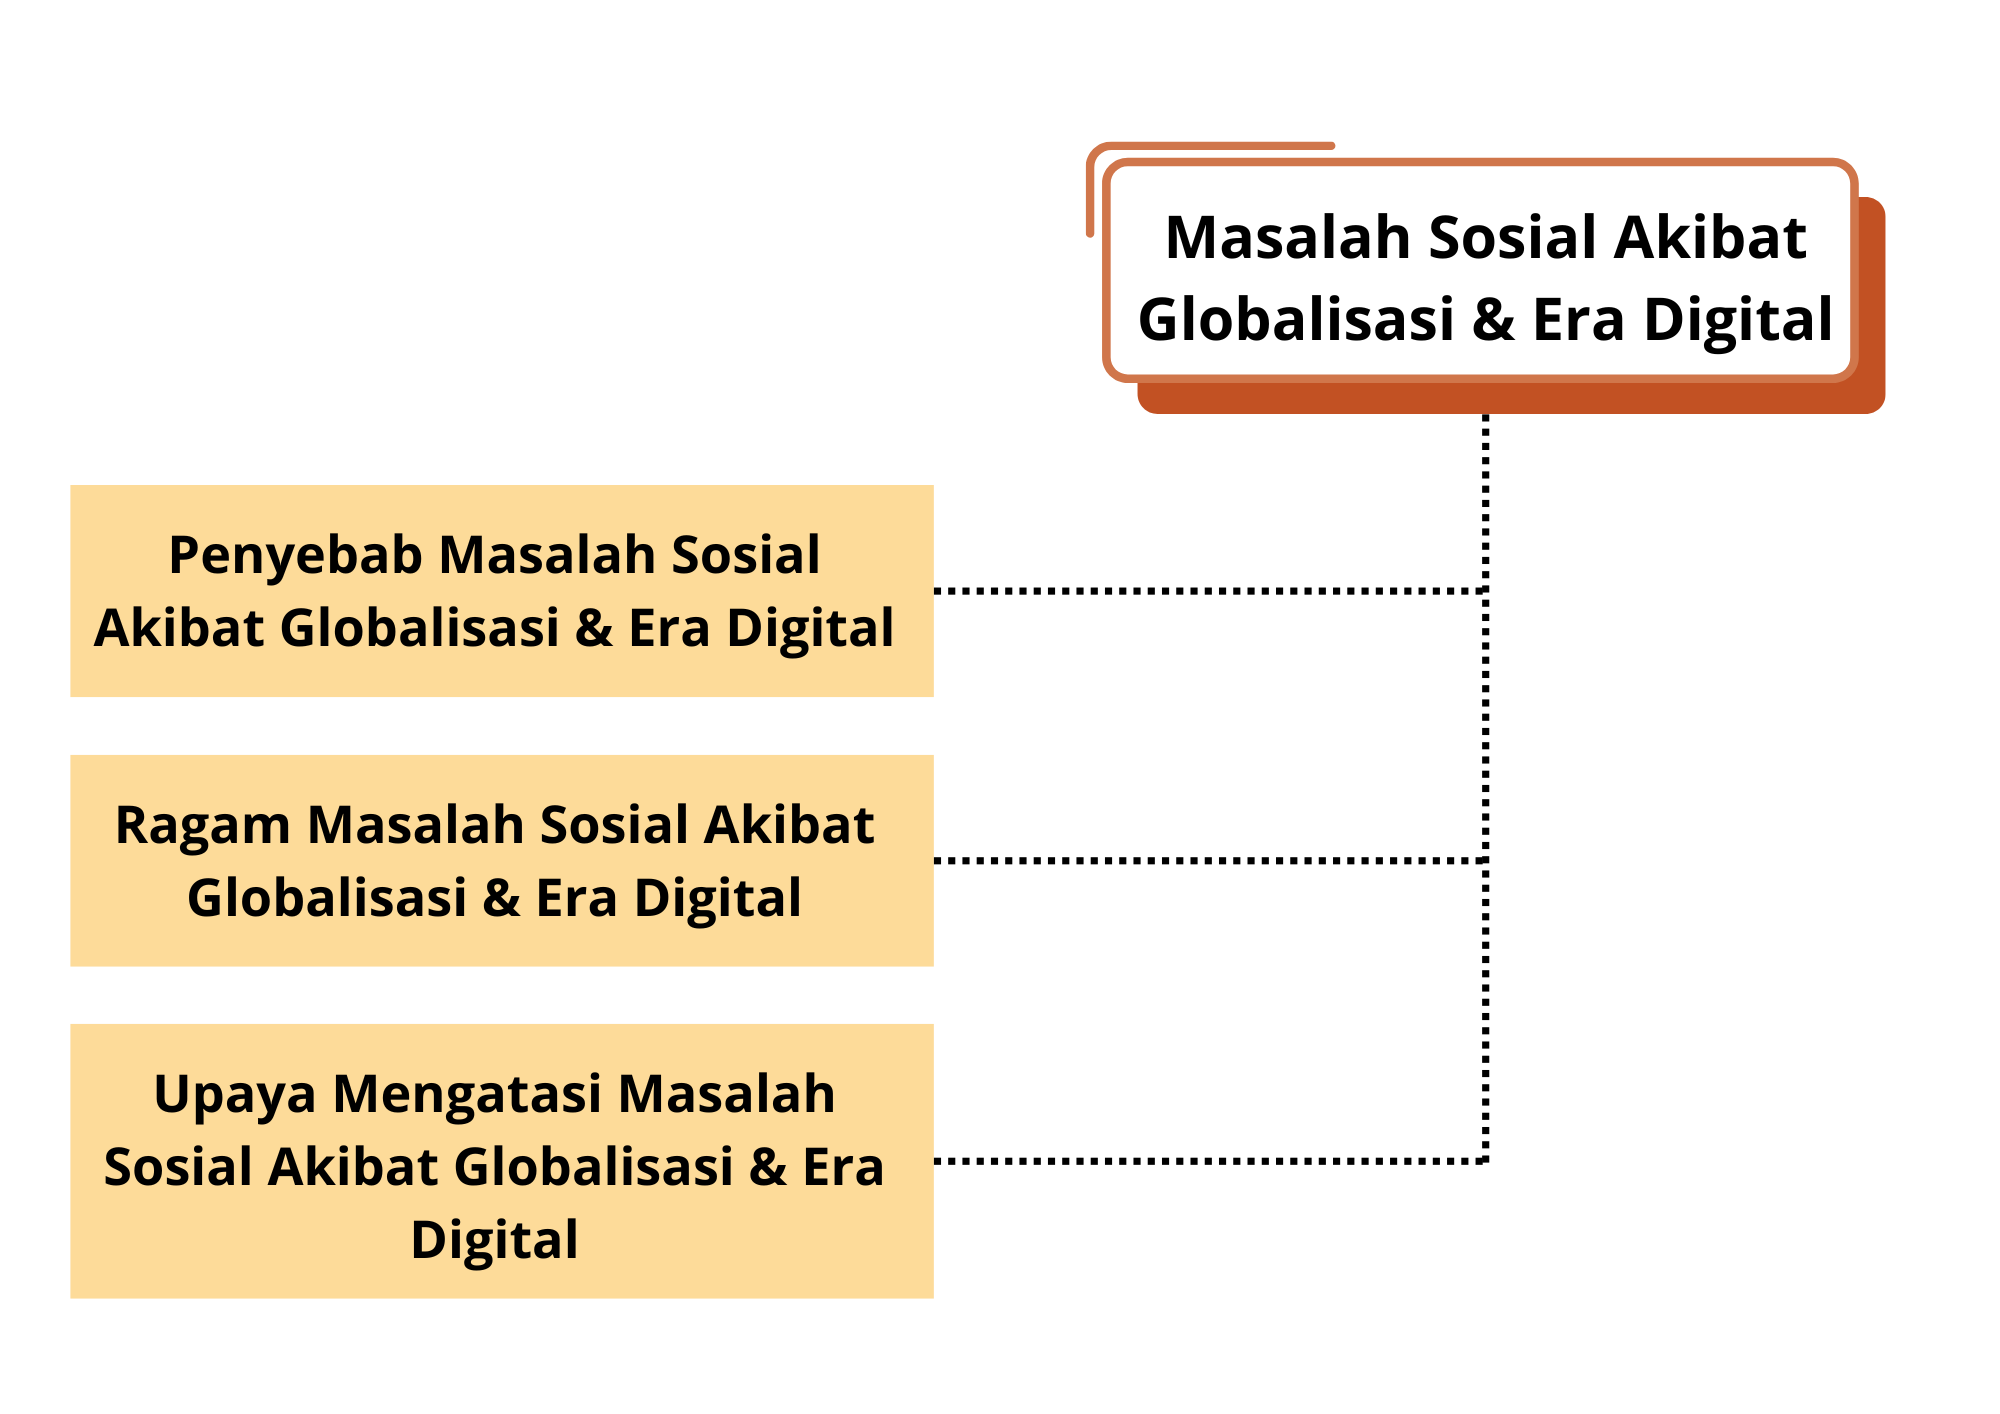 Masalah Sosial Akibat
Globalisasi & Era Digital
Penyebab Masalah Sosial
Akibat Globalisasi & Era Digital
Ragam Masalah Sosial Akibat
Globalisasi & Era Digital
Upaya Mengatasi Masalah
Sosial Akibat Globalisasi & Era
Digital